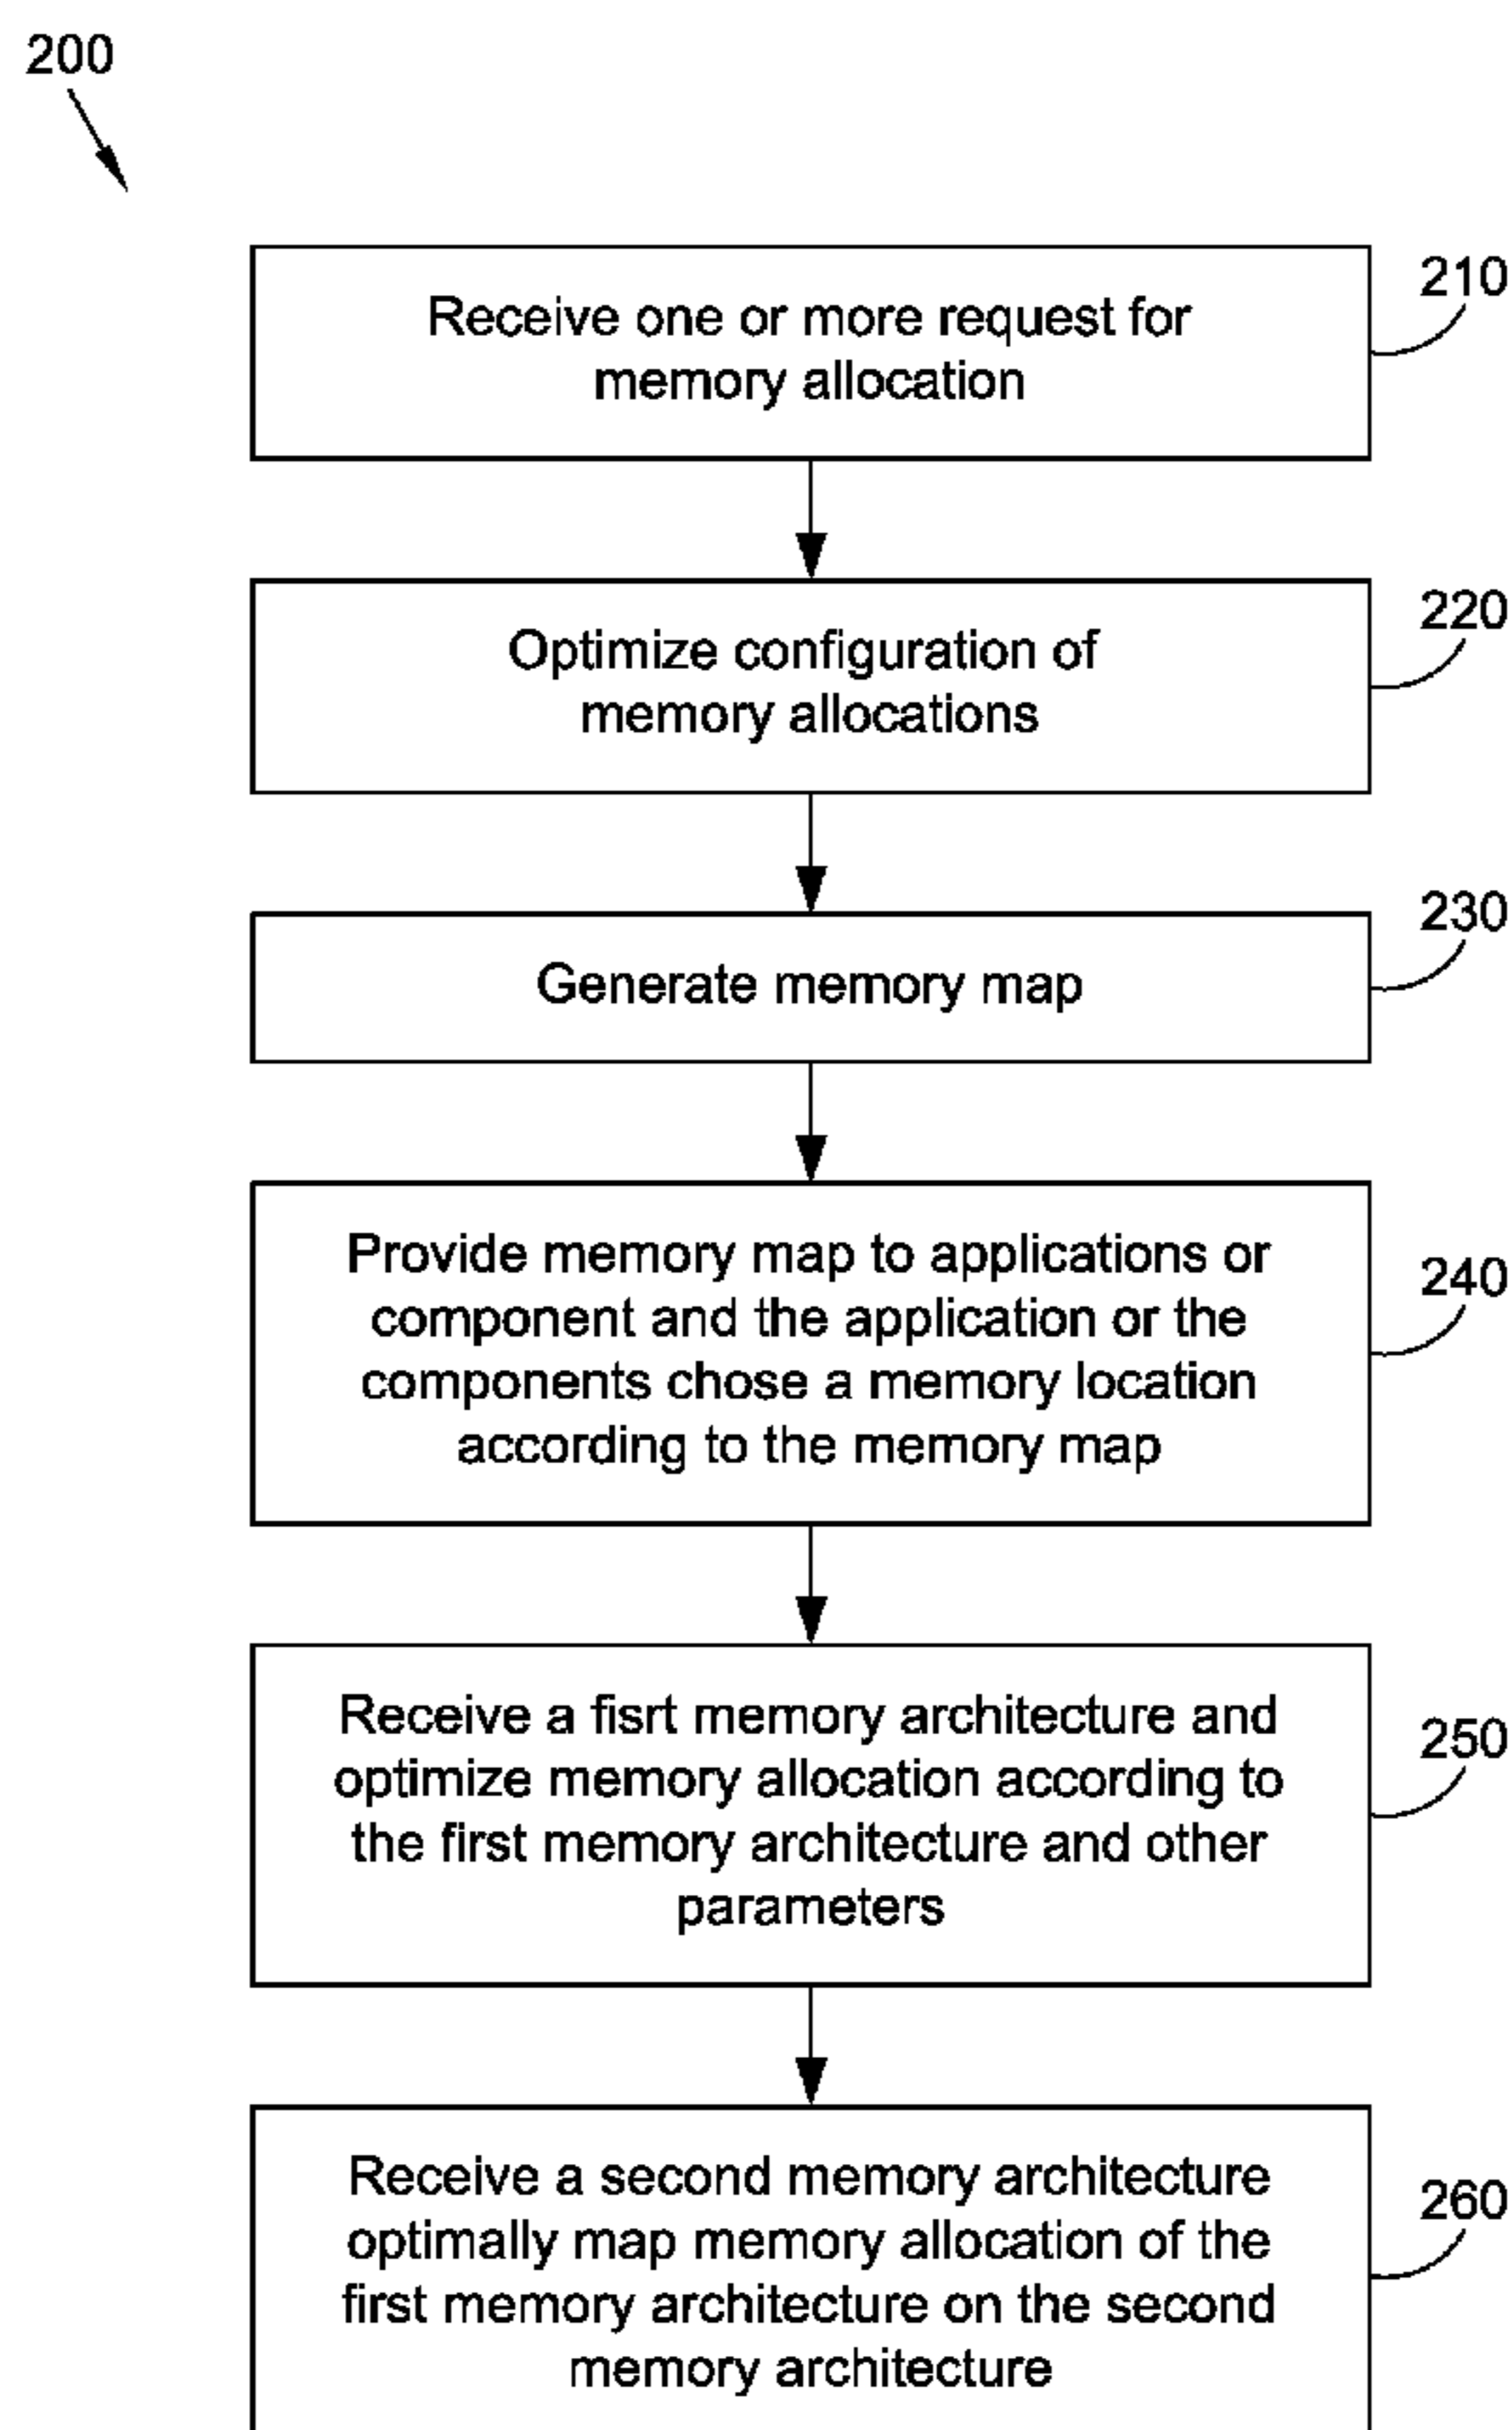 200
210
Receive one or more request for
memory allocation
220
Optimize configuration of
memory allocations
230
Generate memory map
240
Provide memory map to applications or
component and the application or the
components chose a memory location
according to the memory map
250
Receive a fisrt memory architecture and
optimize memory allocation according to
the first memory architecture and other
parameters
260
Receive a second memory architecture
optimally map memory allocation of the
first memory architecture on the second
memory architecture